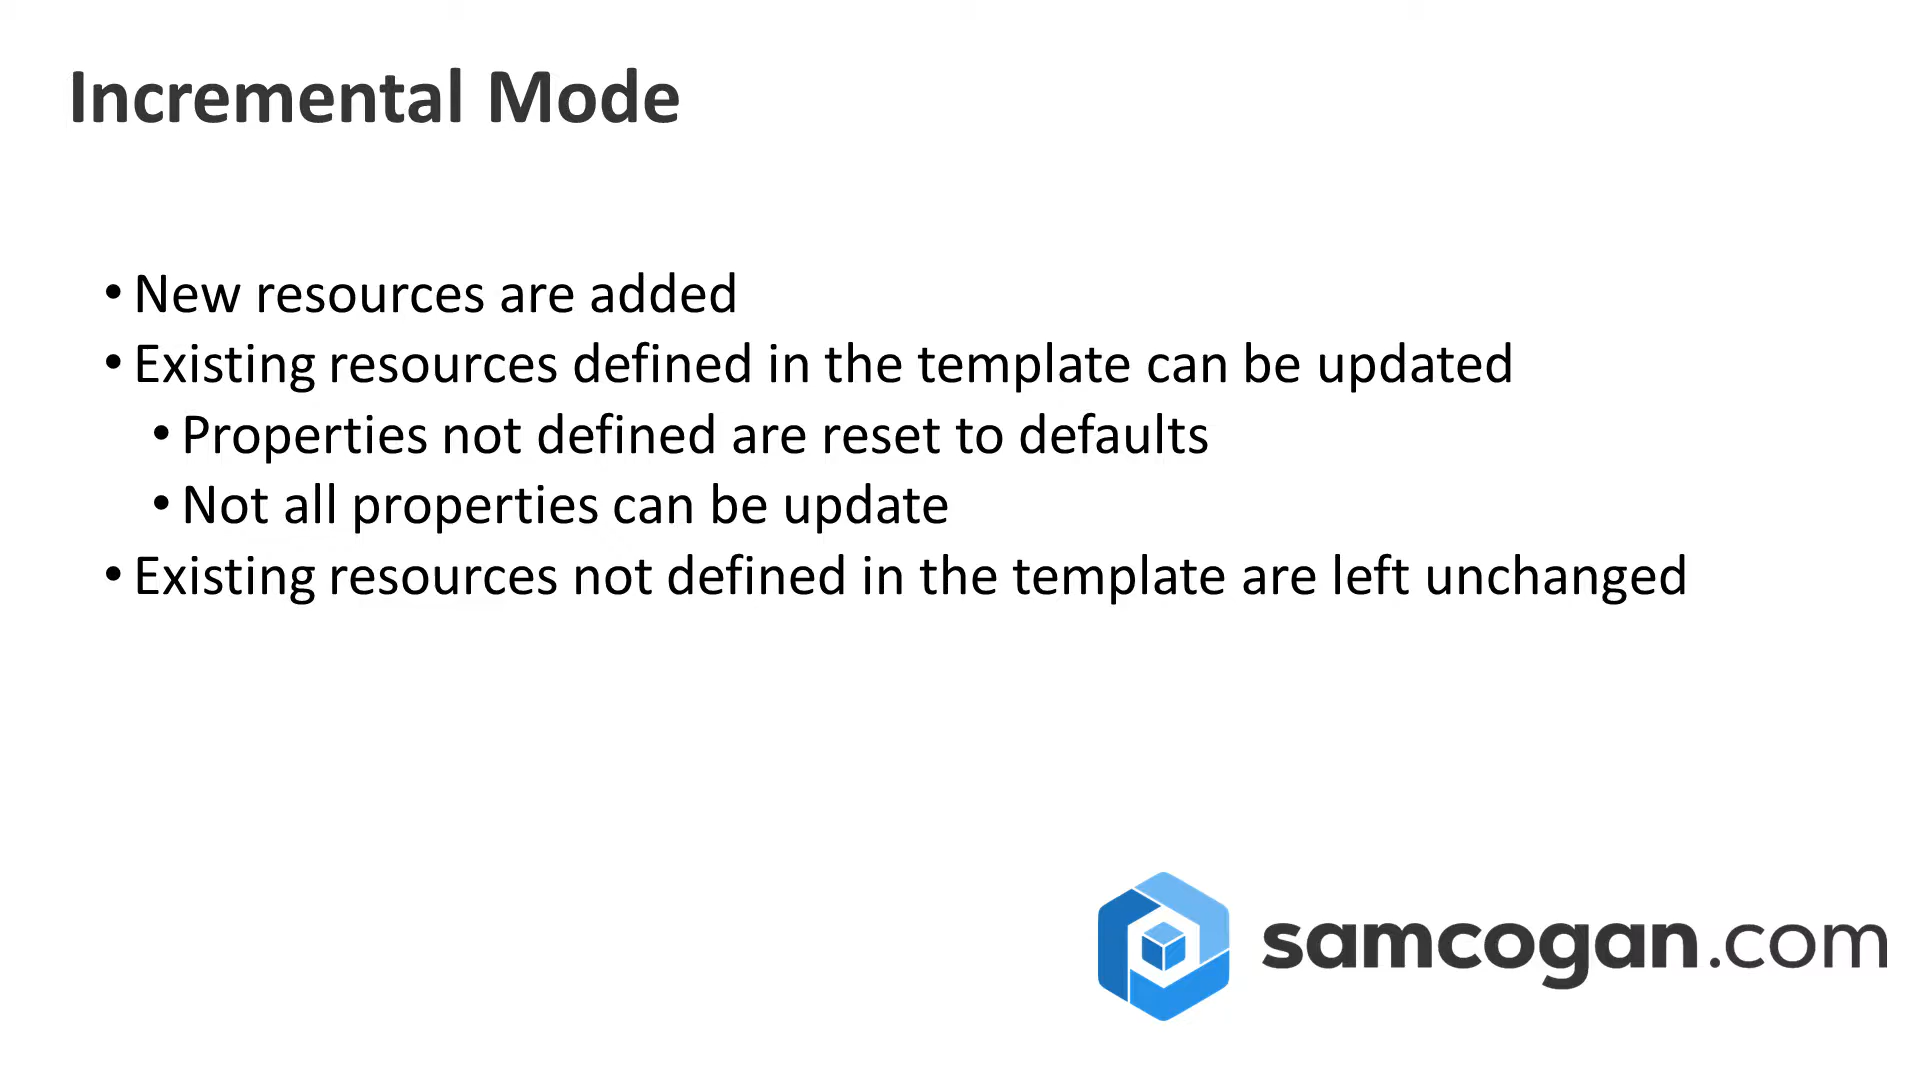 Incremental Mode
• New resources are added
• Existing resources defined in the template can be updated
• Properties not defined are reset to defaults
• Not all properties can be update
• Existing resources not defined in the template are left unchanged
samcogan.com